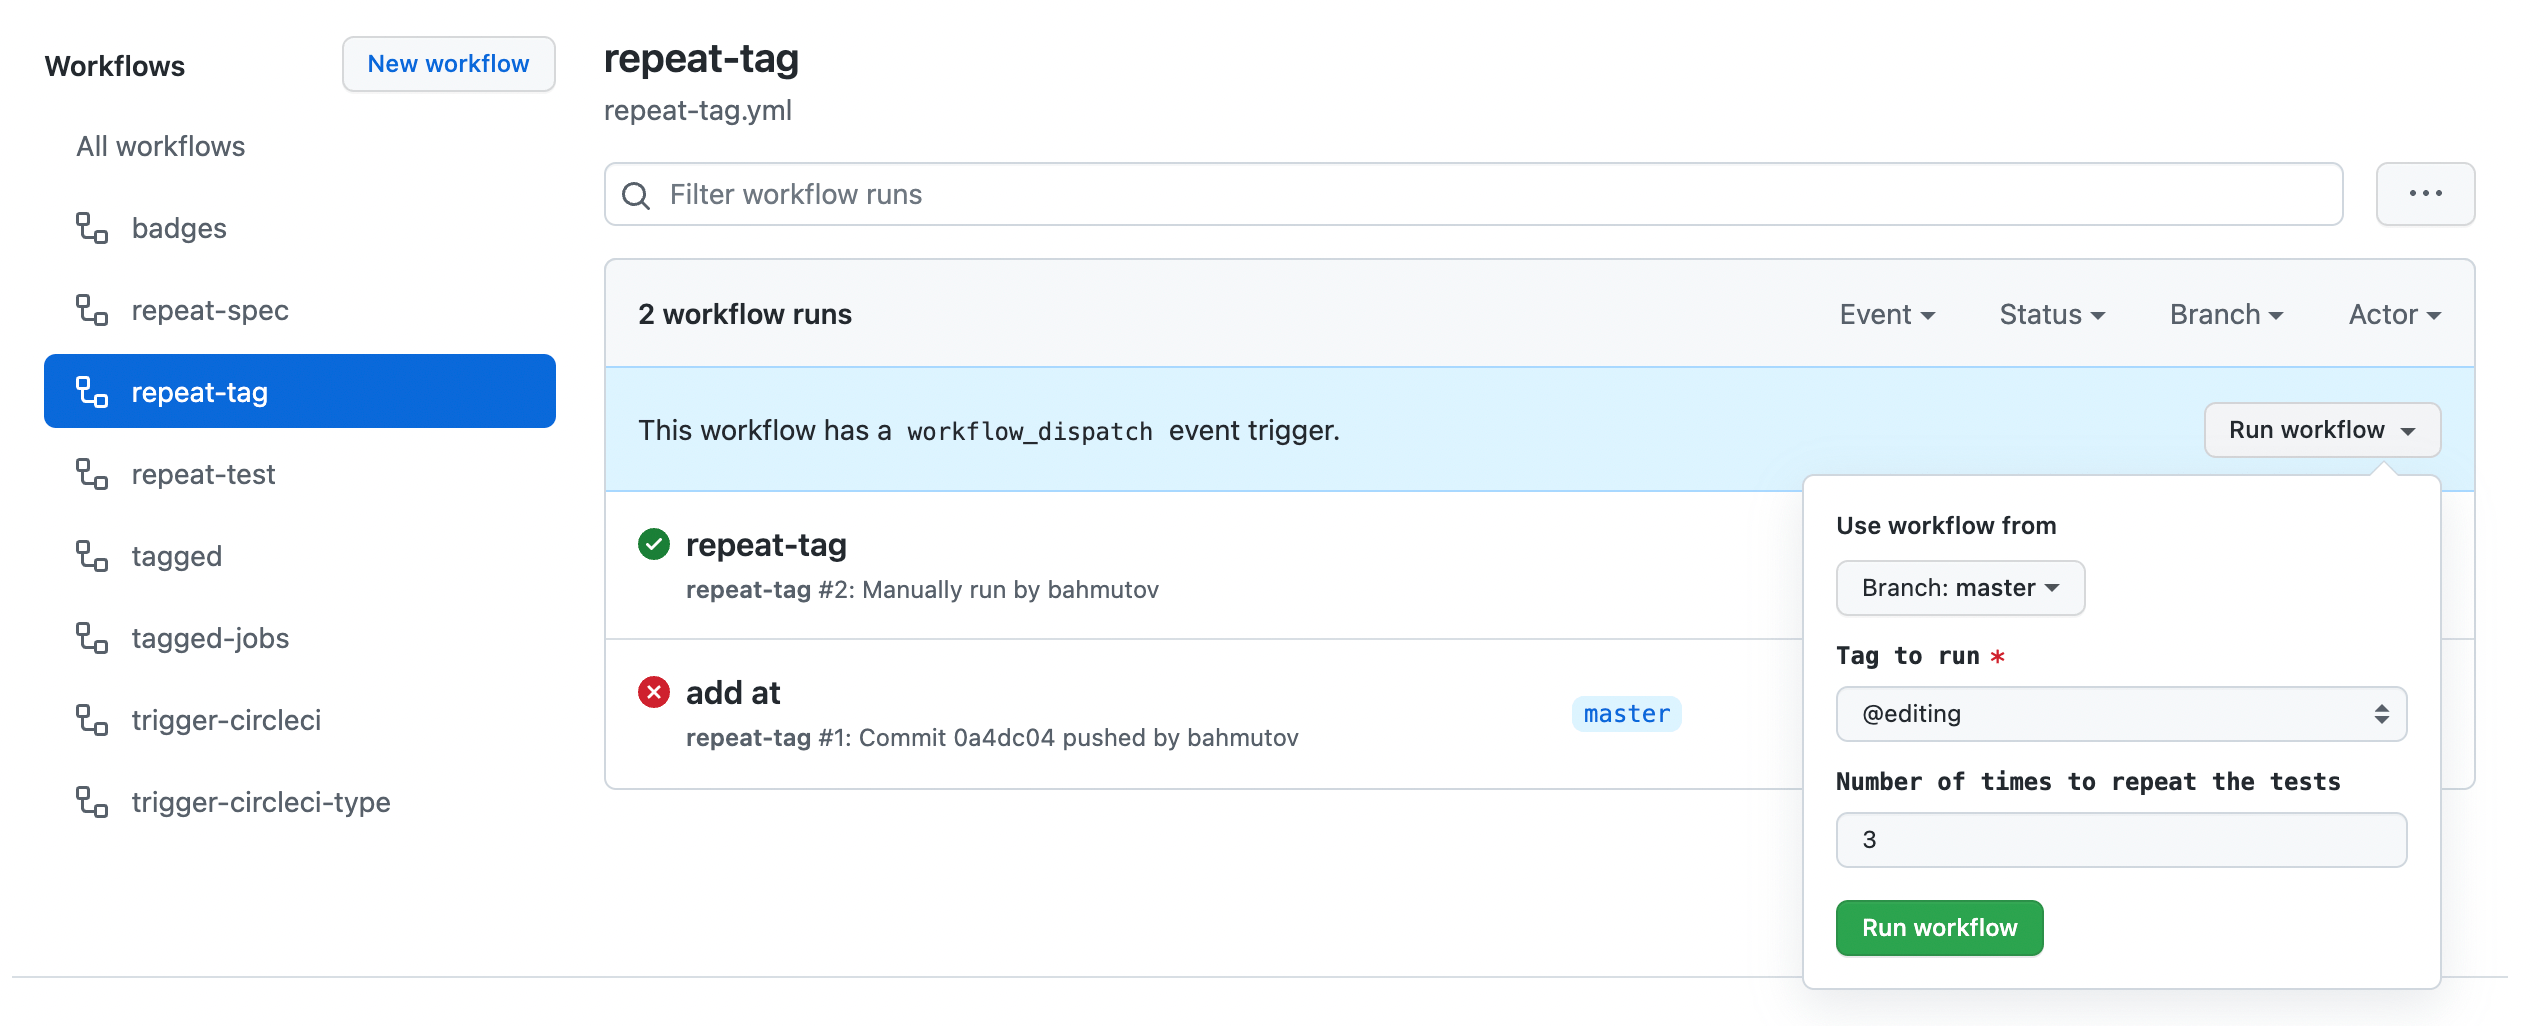 Workflows
New workflow
All workflows
badges
repeat-spec
repeat-tag
repeat-test
tagged
tagged-jobs
trigger-circleci
trigger-circleci-type
repeat-tag
repeat-tag.yml
Filter workflow runs
2 workflow runs
Event
Status
Branch
Actor
This workflow has a workflow_dispatch event trigger.
Run workflow
repeat-tag
repeat-tag #2: Manually run by bahmutov
add at
repeat-tag #1: Commit 0a4dc04 pushed by bahmutov
master
Use workflow from
Branch: master
Tag to run *
@editing
Number of times to repeat the tests
3
Run workflow